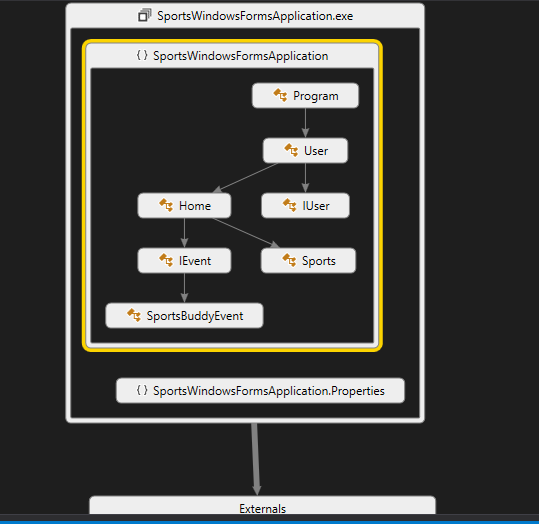 SportsWindowsFormsApplication.exe
{ } SportsWindowsFormsApplication
Program
User
Home
IUser
IEvent
Sports
SportsBuddyEvent
{ } SportsWindowsFormsApplication.Properties
Externals